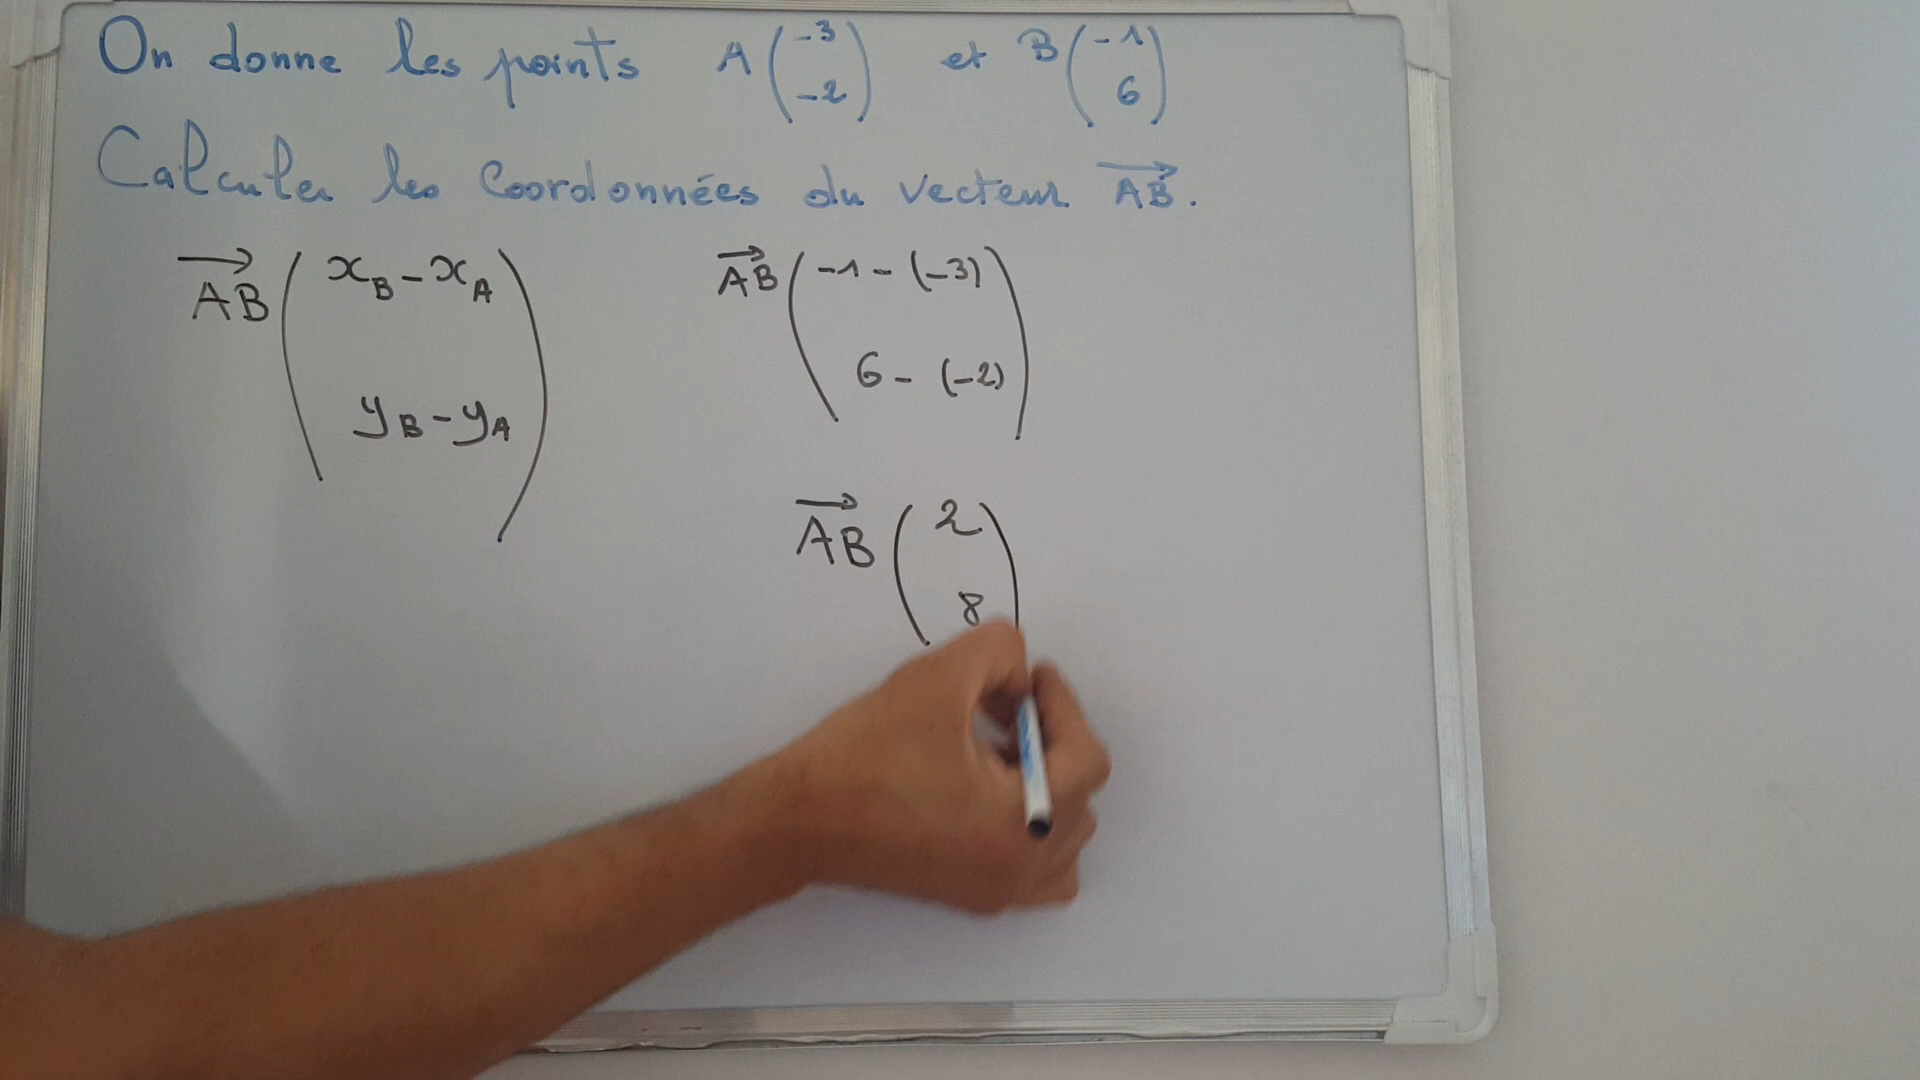 On donne les points A(-3 -2) et B(-1 6)
Calculer les coordonnées du vecteur AB.
AB(x_B - x_A
y_B - y_A)
AB(-1 - (-3)
6 - (-2))
AB(2
8)